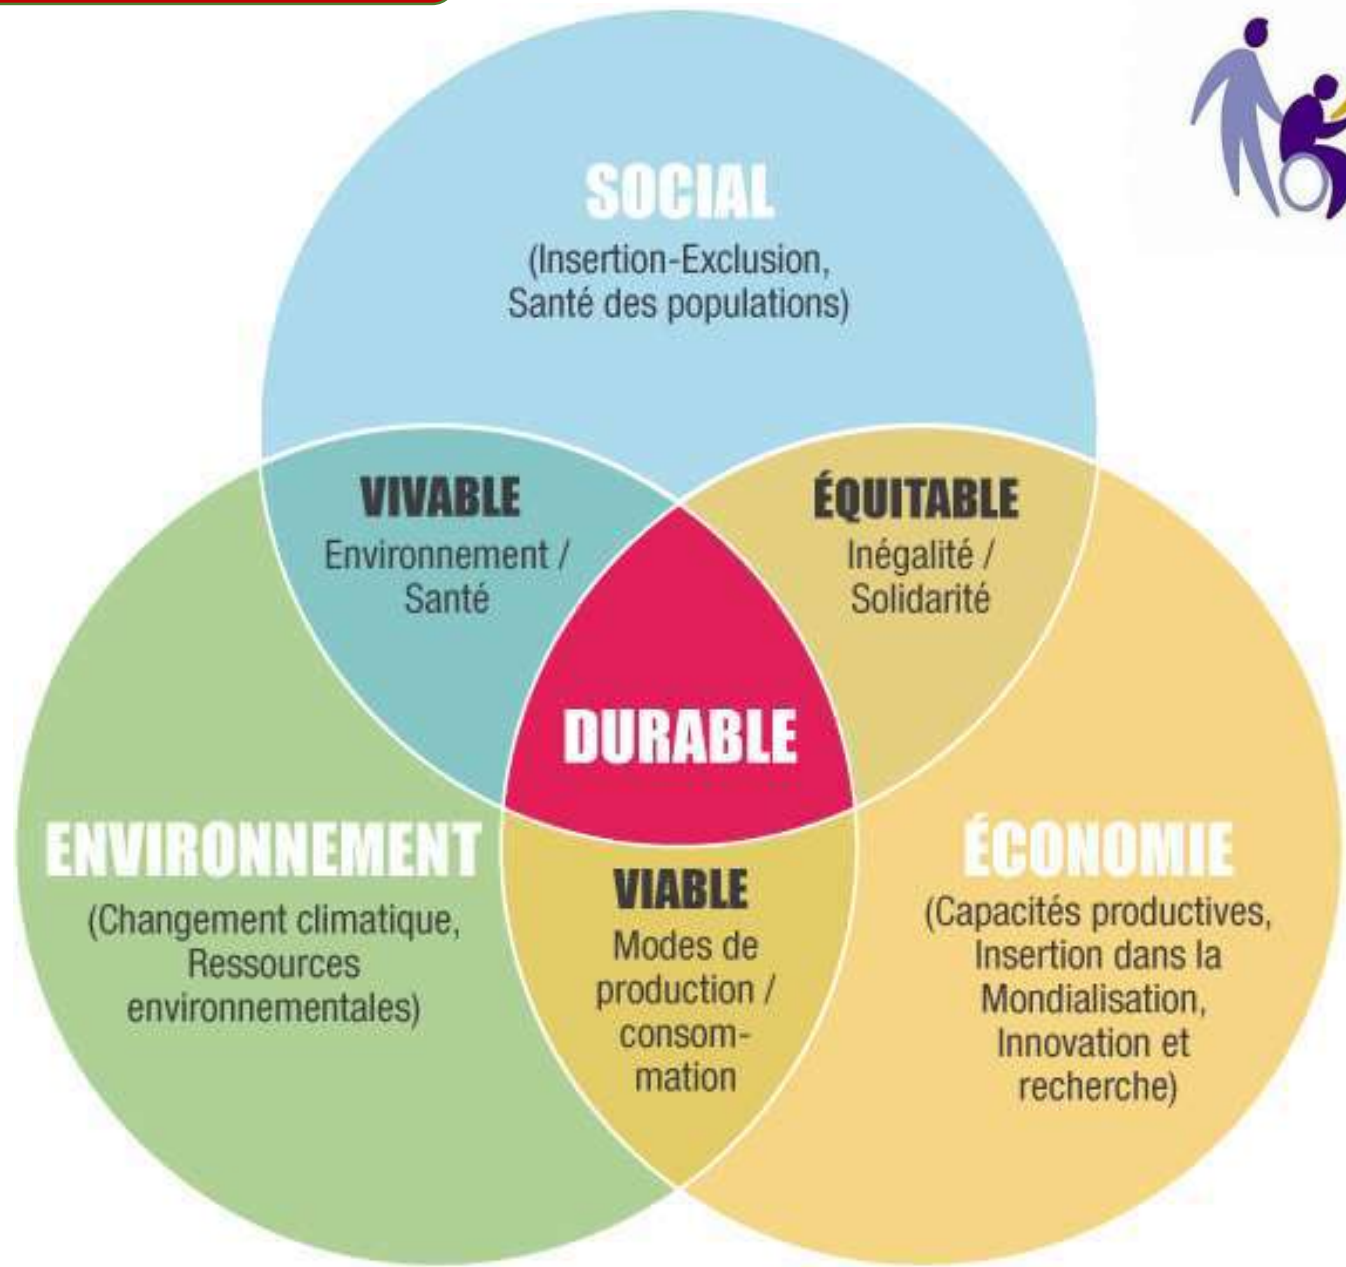 SOCIAL
(Insertion-Exclusion,
Santé des populations)
VIVABLE
Environnement /
Santé
ÉQUITABLE
Inégalité /
Solidarité
DURABLE
ENVIRONNEMENT
(Changement climatique,
Ressources
environnementales)
VIABLE
Modes de
production /
consom-
mation
ÉCONOMIE
(Capacités productives,
Insertion dans la
Mondialisation,
Innovation et
recherche)